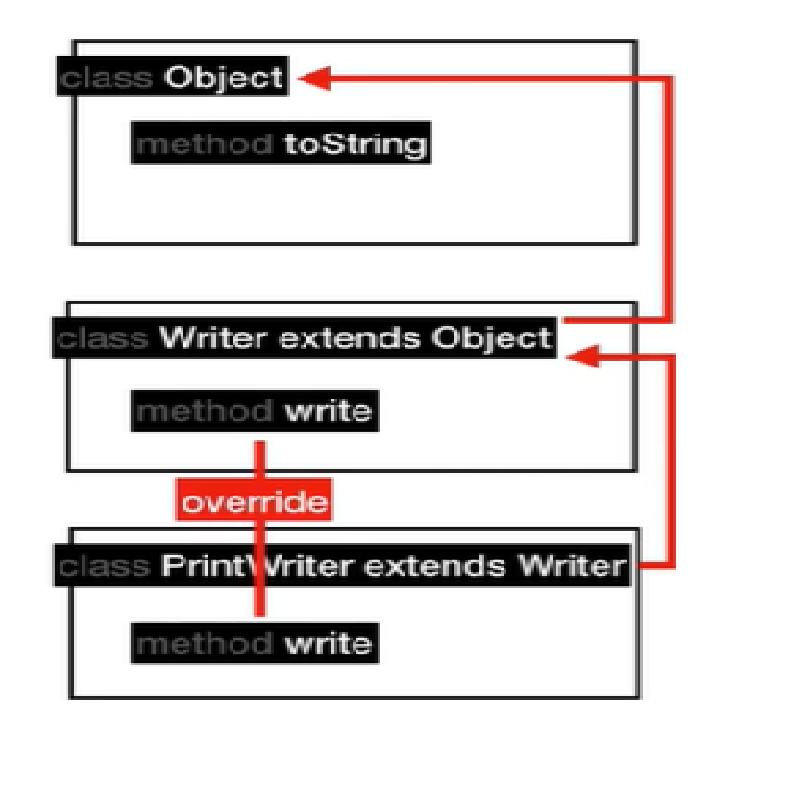 class Object
method toString
class Writer extends Object
method write
override
class PrintWriter extends Writer
method write